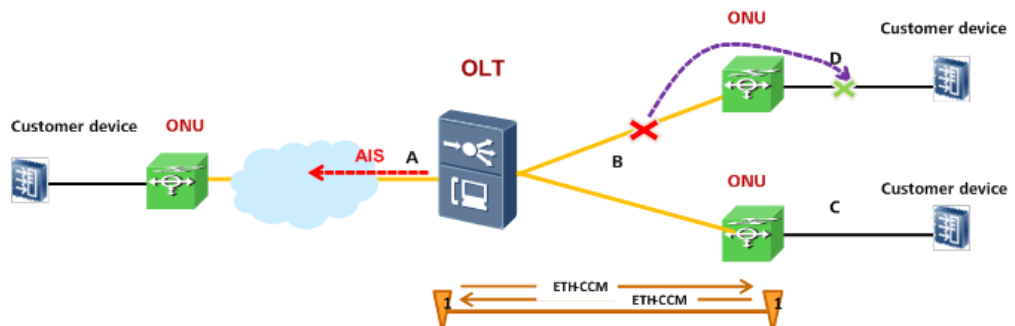 ONU
Customer device
D
OLT
Customer device
ONU
AIS
A
B
ONU
Customer device
C
ETH-CCM
1
ETH-CCM
1